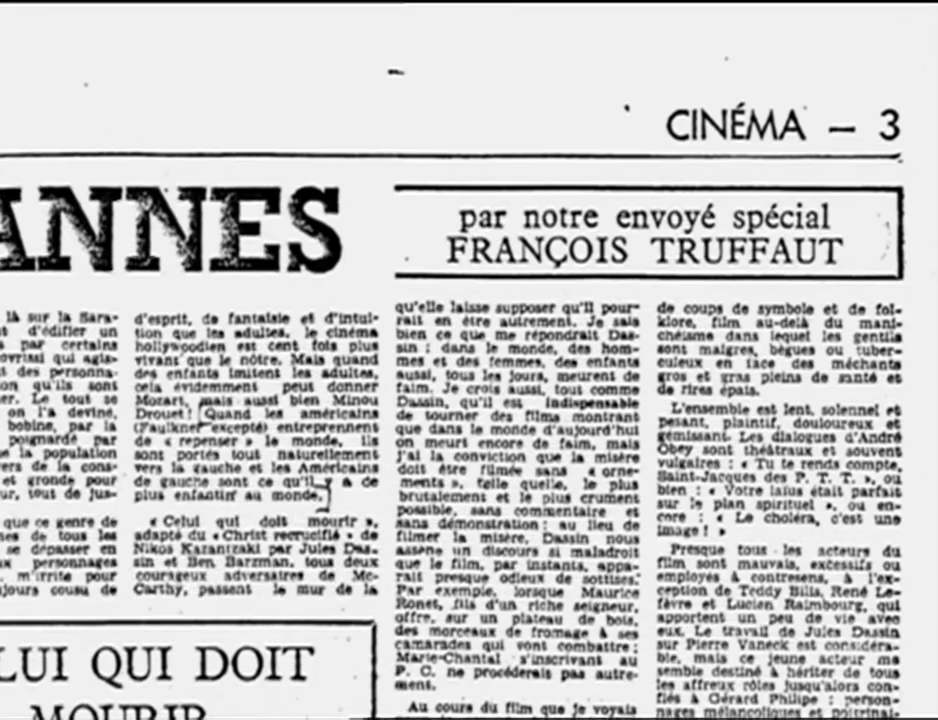 CINÉMA — 3
ANNES
par notre envoyé spécial
FRANÇOIS TRUFFAUT
là sur la Sara-
d'édifier un
par certains
ovrissi qui agis-
des personna-
on qu'ils sont
er. Le tout se
on l'a deviné,
bobine, par la
poignardé par
la population
ers de la cons-
et gronde pour
ur, tout de jus-
que ce genre de
mes de tous les
se dépasser en
ux personnages
m'irrite pour
ujours cousu de
LUI QUI DOIT
MOURIR
d'esprit, de fantaisie et d'intui-
tion que les adultes, le cinéma
hollywoodien est cent fois plus
vivant que le nôtre. Mais quand
des enfants imitent les adultes,
cela évidemment peut donner
Mozart, mais aussi bien Minou
Drouet ! Quand les américains
(Faulkner excepté) entreprennent
de « repenser » le monde, ils
sont portés tout naturellement
vers la gauche et les Américains
de gauche sont ce qu'il y a de
plus enfantin au monde.
« Celui qui doit mourir »,
adapté du « Christ recrucifié » de
Nikos Kazantzaki par Jules Das-
sin et Ben Barzman, tous deux
courageux adversaires de Mc-
Carthy, passent le mur de la
qu'elle laisse supposer qu'il pour-
rait en être autrement. Je sais
bien ce que me répondrait Das-
sin : dans le monde, des hom-
mes et des femmes, des enfants
aussi, tous les jours, meurent de
faim. Je crois aussi, tout comme
Dassin, qu'il est indispensable
de tourner des films montrant
que dans le monde d'aujourd'hui
on meurt encore de faim, mais
j'ai la conviction que la misère
doit être filmée sans « orne-
ments », telle quelle, le plus
brutalement et le plus crument
possible, sans commentaire et
sans démonstration ; au lieu de
filmer la misère, Dassin nous
assène un discours si maladroit
que le film, par instants, appa-
rait presque odieux de sottises.
Par exemple, lorsque Maurice
Ronet, fils d'un riche seigneur,
offre, sur un plateau de bois,
des morceaux de fromage à ses
camarades qui vont combattre ;
Marie-Chantal s'inscrivant au
P. C. ne procéderais pas autre-
ment.
Au cours du film que je voyais
de coups de symbole et de fol-
klore, film au-delà du mani-
chéisme dans lequel les gentils
sont maigres, bègues ou tuber-
culeux en face des méchants
gros et gras pleins de santé et
de rires épais.
L'ensemble est lent, solennel et
pesant, plaintif, douloureux et
gémissant. Les dialogues d'André
Obey sont théâtraux et souvent
vulgaires : « Tu te rends compte,
Saint-Jacques des P. T. T. », ou
bien : « Votre laïus était parfait
sur le plan spirituel », ou en-
core : « Le choléra, c'est une
image ! »
Presque tous les acteurs du
film sont mauvais, excessifs ou
employés à contresens, à l'ex-
ception de Teddy Bilis, René Le-
fèvre et Lucien Raimbourg, qui
apportent un peu de vie avec
eux. Le travail de Jules Dassin
sur Pierre Vaneck est considéra-
ble, mais ce jeune acteur me
semble destiné à hériter de tous
les affreux rôles jusqu'alors con-
fiés à Gérard Philipe : person-
nages mélancoliques et poitrinai-